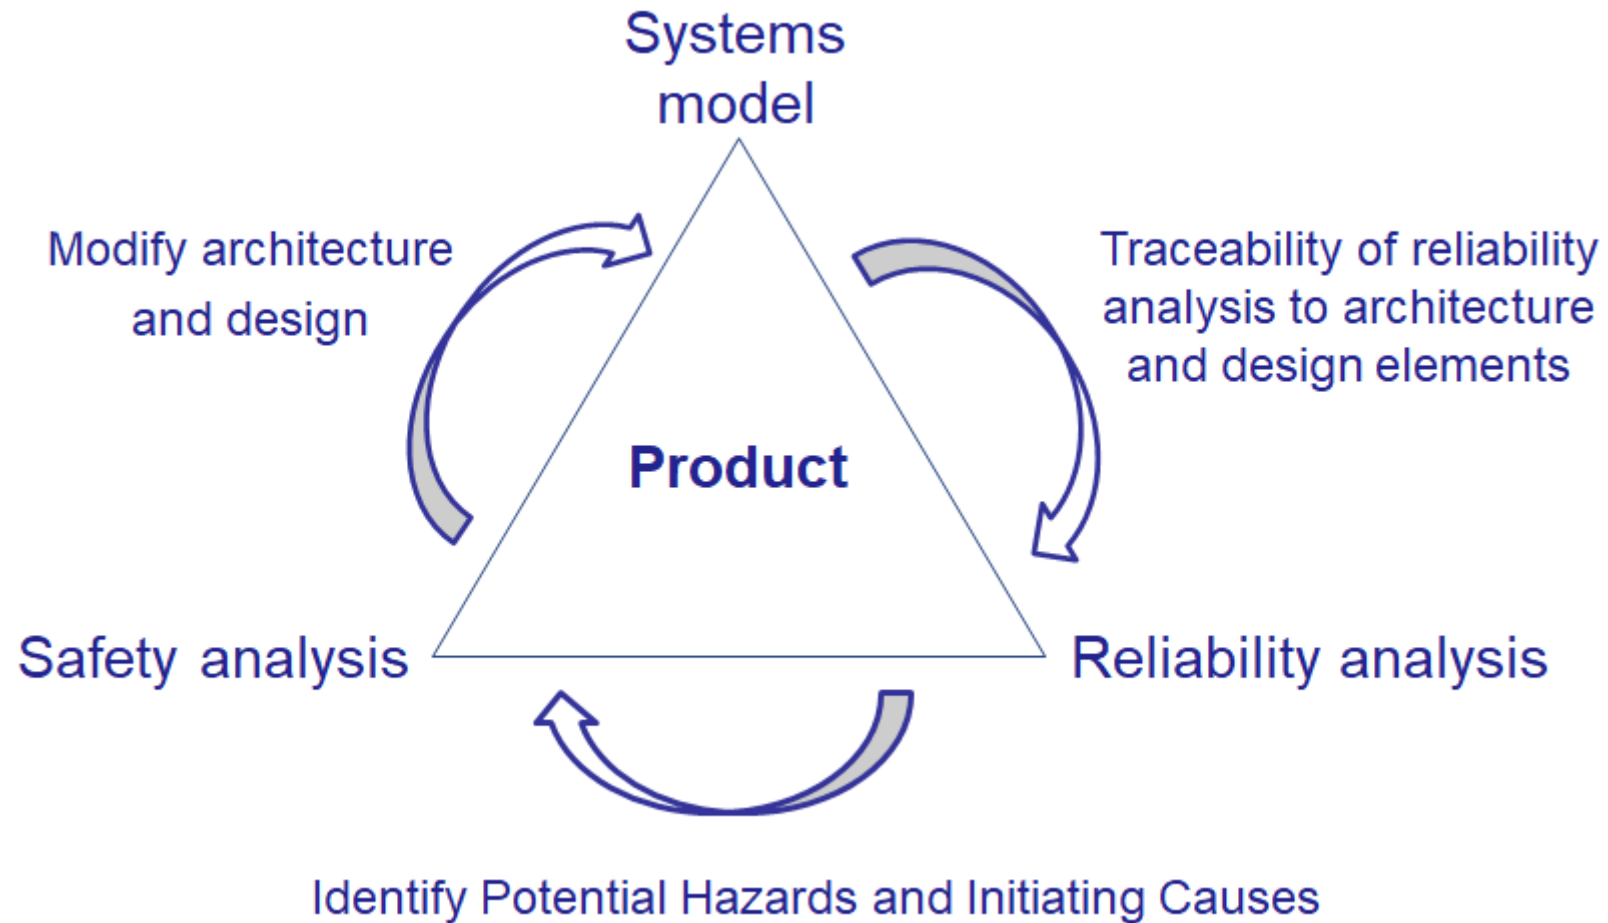 Systems
model
Modify architecture
and design
Traceability of reliability
analysis to architecture
and design elements
Product
Safety analysis
Reliability analysis
Identify Potential Hazards and Initiating Causes